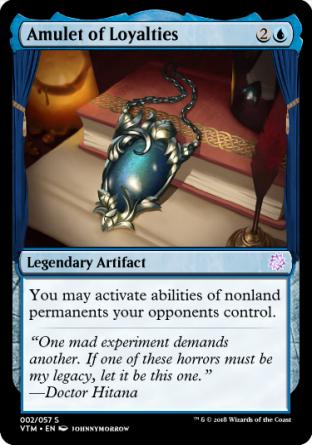 Amulet of Loyalties 2
Legendary Artifact
You may activate abilities of nonland
permanents your opponents control.
“One mad experiment demands
another. If one of these horrors must be
my legacy, let it be this one.”
—Doctor Hitana
002/057 S
VTM • EN JOHNNYMORROW
™ & © 2018 Wizards of the Coast